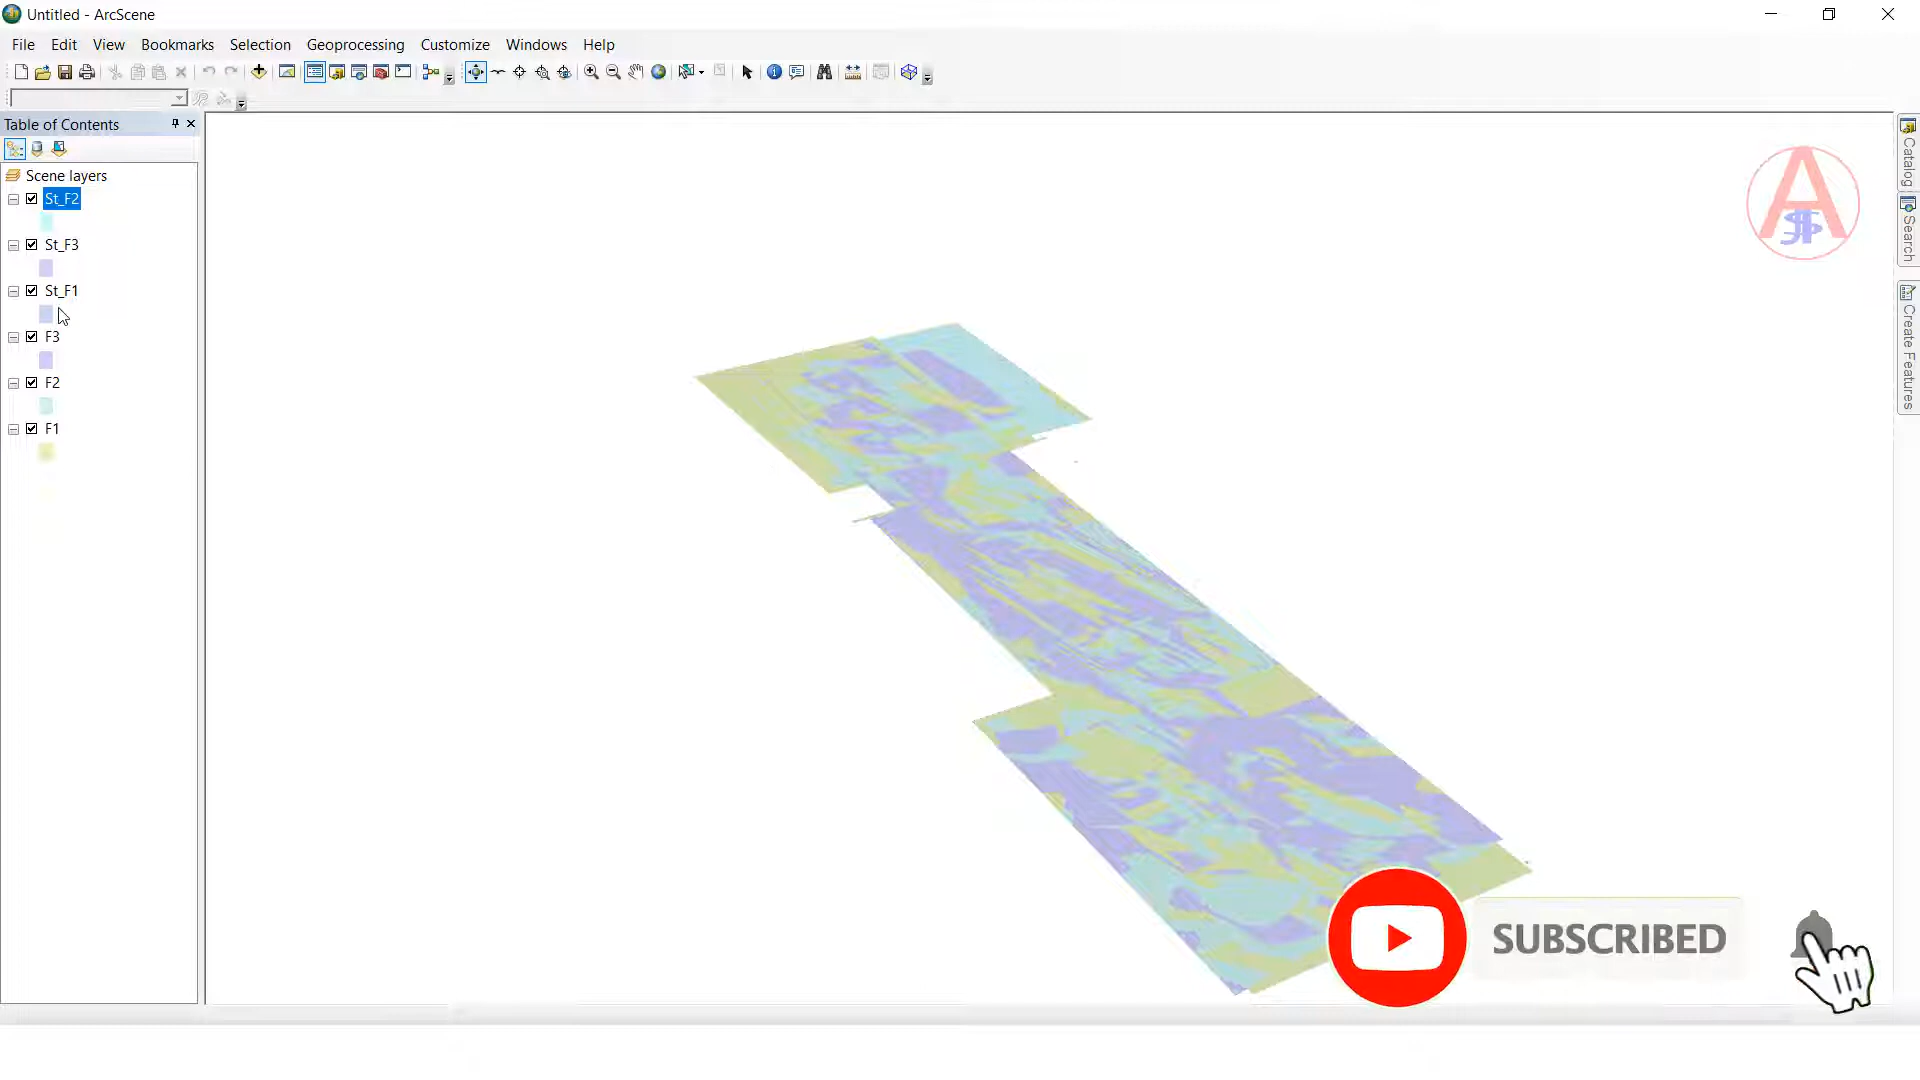 Untitled - ArcScene
File Edit View Bookmarks Selection Geoprocessing Customize Windows Help
Table of Contents
Scene layers
St_F2
St_F3
St_F1
F3
F2
F1
Catalog
Search
Create Features
A
SUBSCRIBED